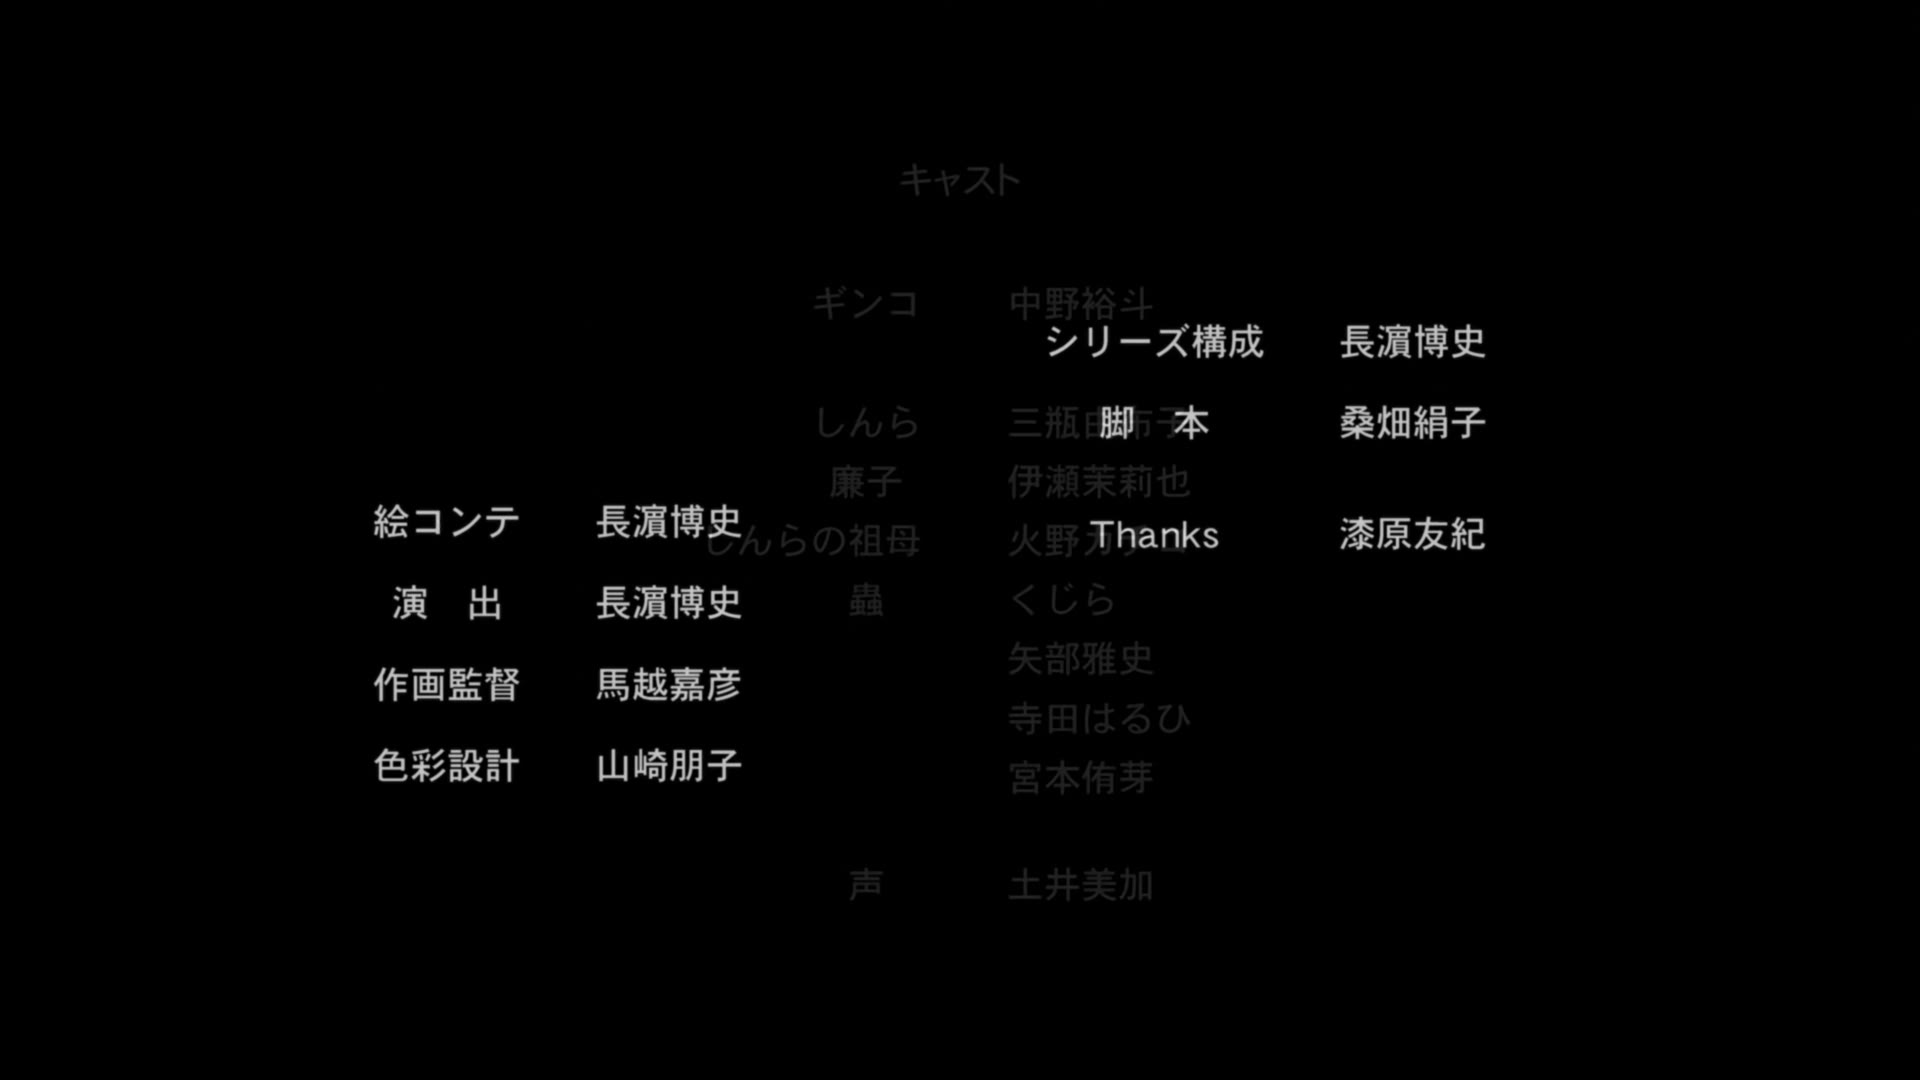 キャスト
ギンコ 中野裕斗
しんら 三瓶由布子
廉子 伊瀬茉莉也
しんらの祖母 火野カチコ
蟲 くじら
矢部雅史
寺田はるひ
宮本侑芽
声 土井美加
絵コンテ 長濵博史
演 出 長濵博史
作画監督 馬越嘉彦
色彩設計 山崎朋子
シリーズ構成 長濵博史
脚 本 桑畑絹子
Thanks 漆原友紀